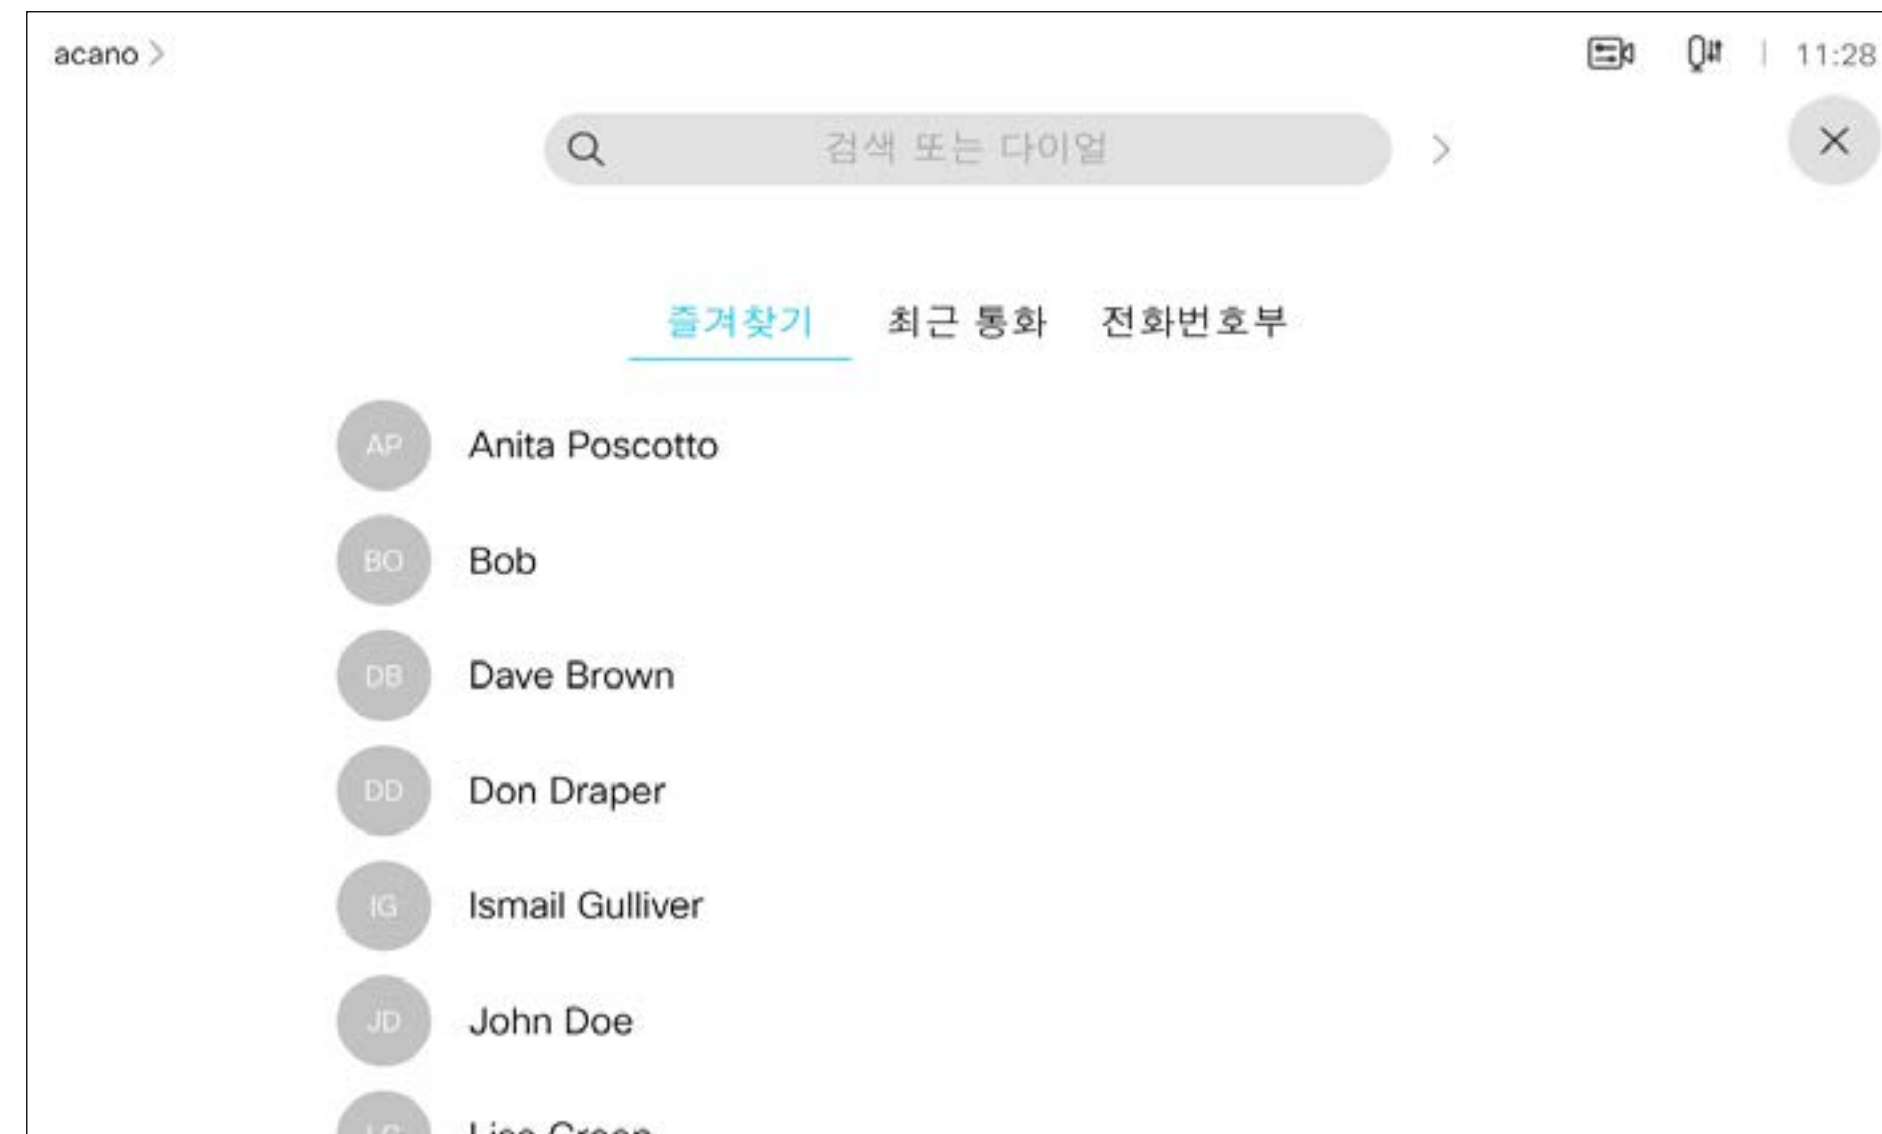 acano
11:28
검색 또는 다이얼
즐겨찾기 최근 통화 전화번호부
AP Anita Poscotto
BO Bob
DB Dave Brown
DD Don Draper
IG Ismail Gulliver
JD John Doe